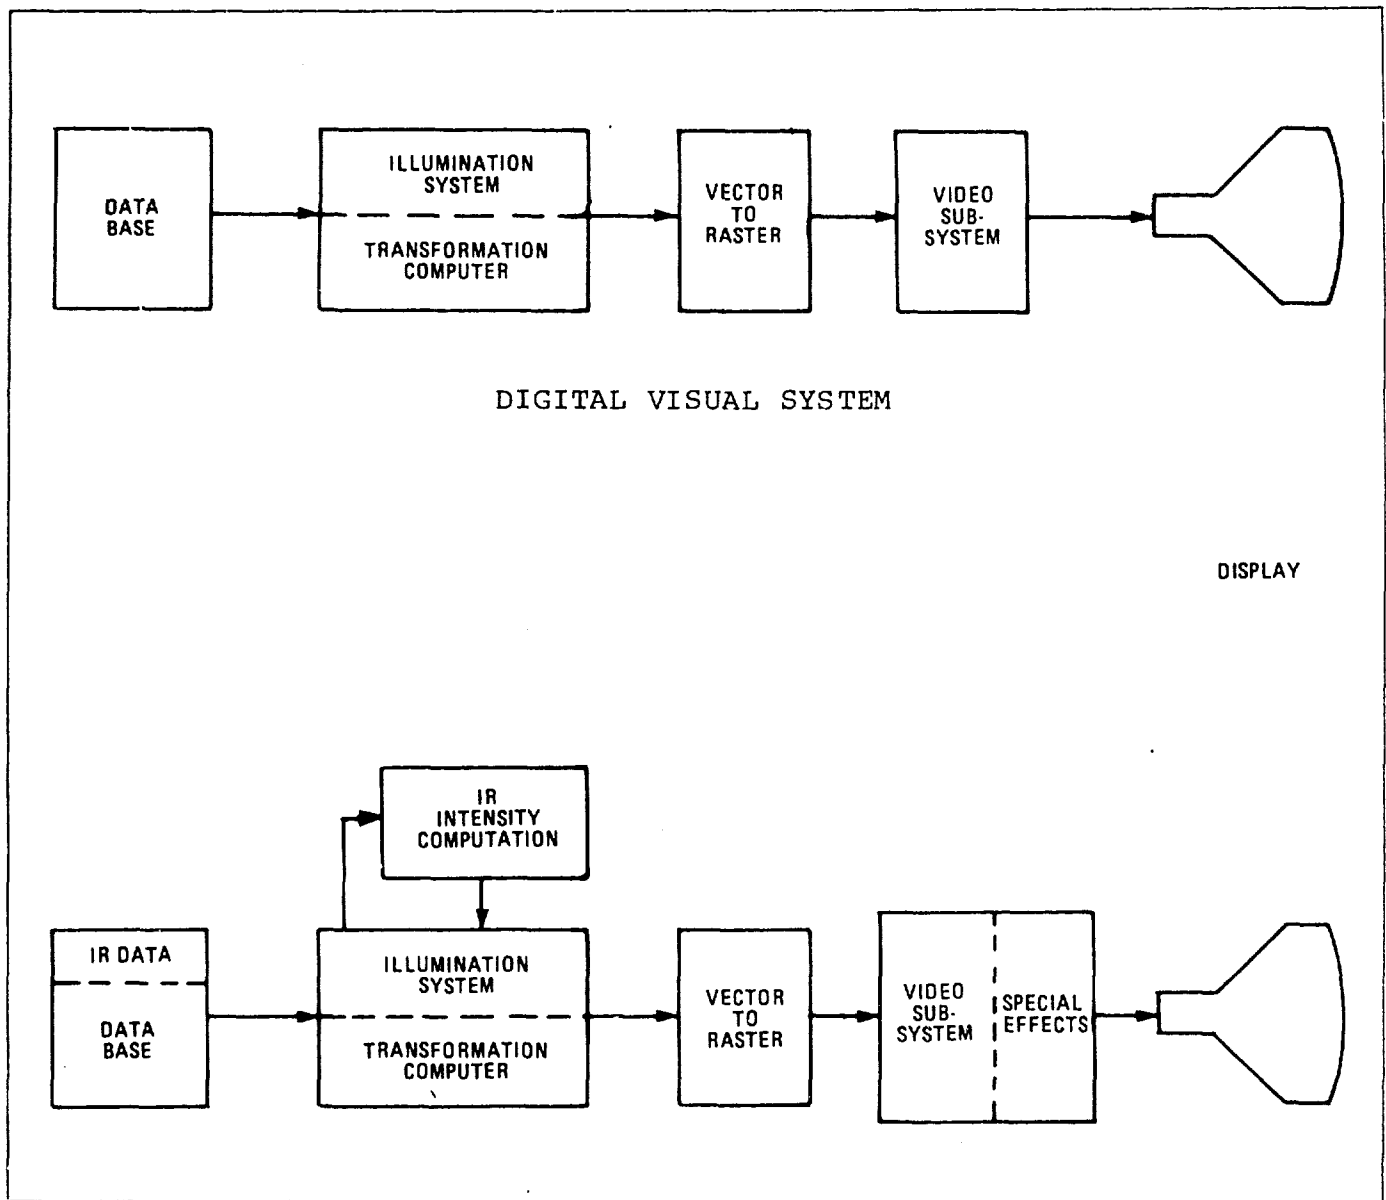 DATA
BASE
ILLUMINATION
SYSTEM
TRANSFORMATION
COMPUTER
VECTOR
TO
RASTER
VIDEO
SUB-
SYSTEM
DIGITAL VISUAL SYSTEM
DISPLAY
IR
INTENSITY
COMPUTATION
IR DATA
DATA
BASE
ILLUMINATION
SYSTEM
TRANSFORMATION
COMPUTER
VECTOR
TO
RASTER
VIDEO
SUB-
SYSTEM
SPECIAL
EFFECTS